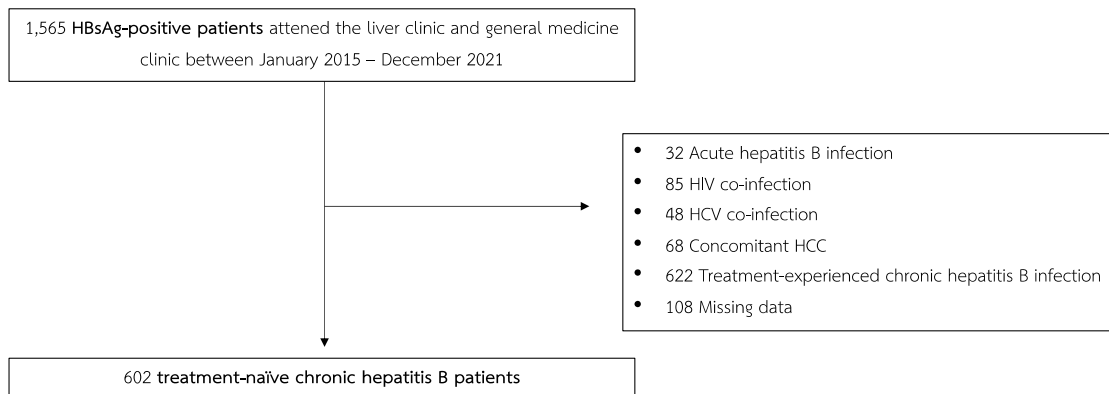 1,565 HBsAg-positive patients attened the liver clinic and general medicine
clinic between January 2015 – December 2021
• 32 Acute hepatitis B infection
• 85 HIV co-infection
• 48 HCV co-infection
• 68 Concomitant HCC
• 622 Treatment-experienced chronic hepatitis B infection
• 108 Missing data
602 treatment-naïve chronic hepatitis B patients